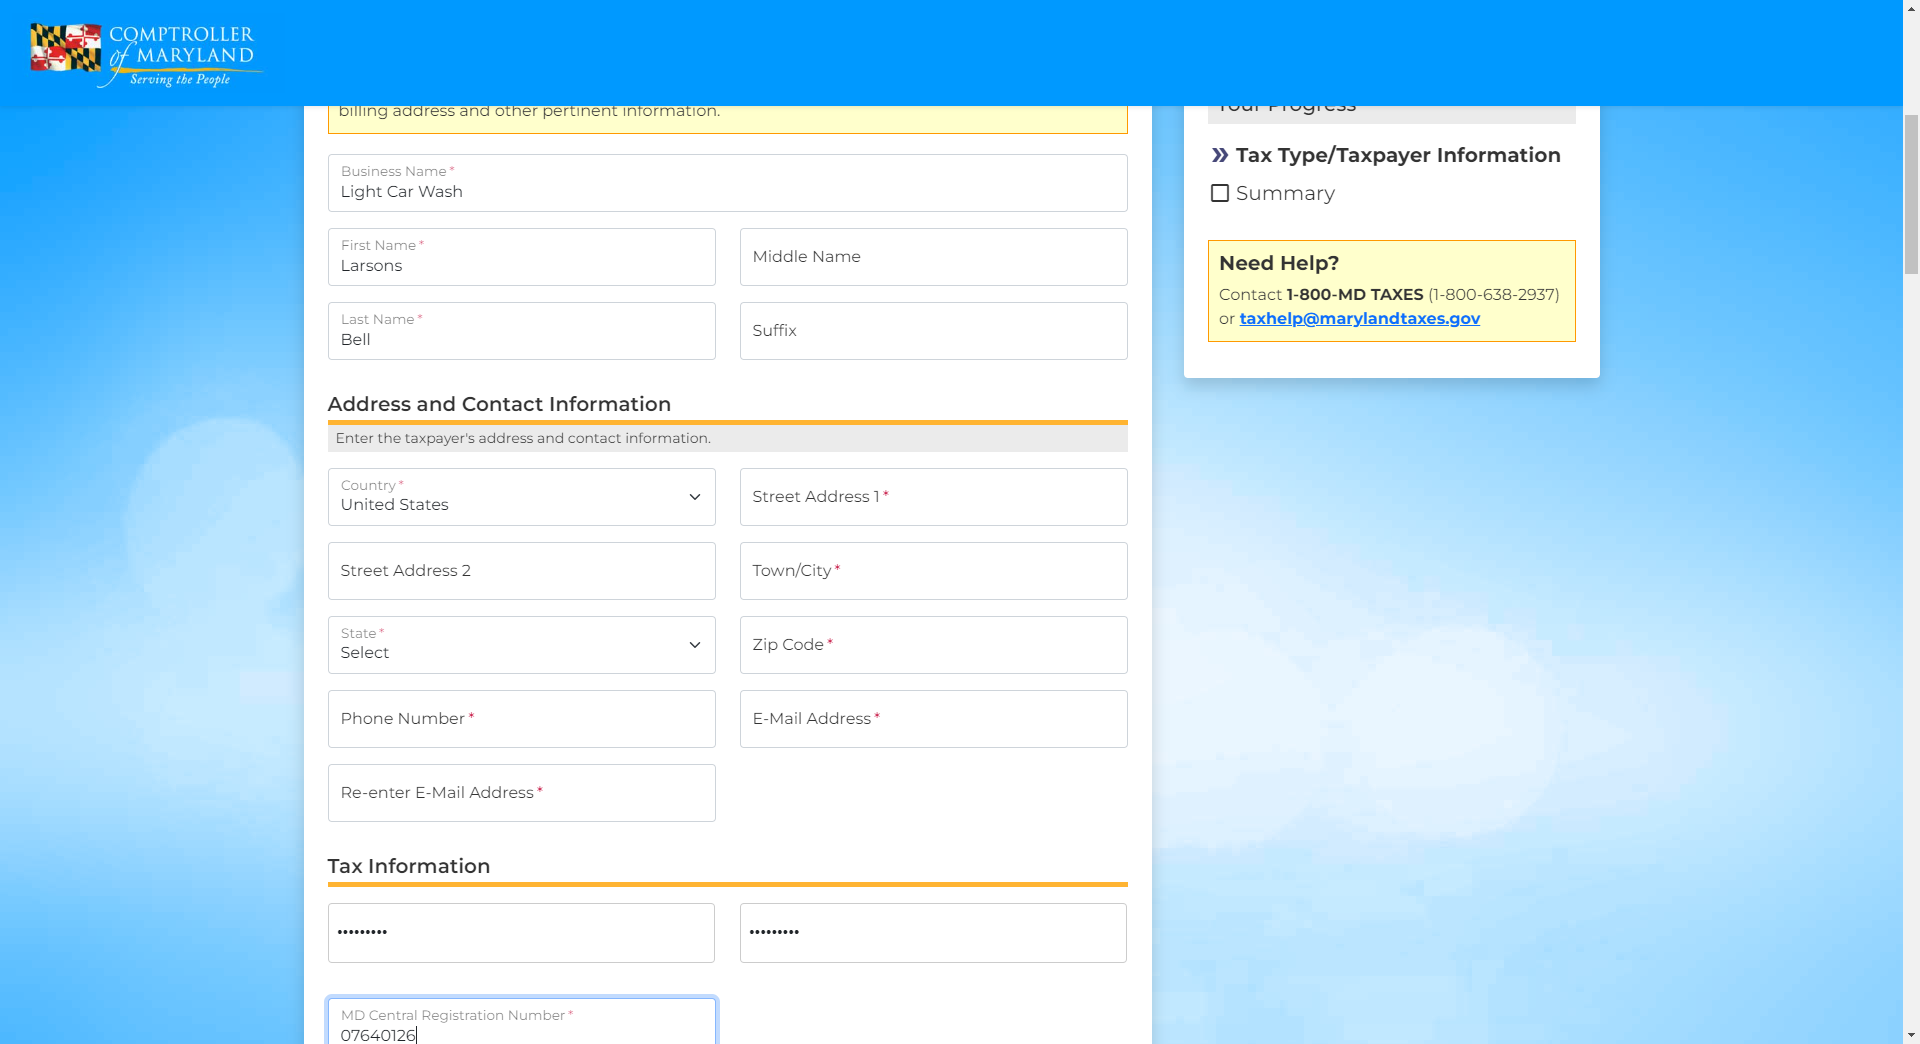 COMPTROLLER
of MARYLAND
Serving the People
billing address and other pertinent information.
Business Name *
Light Car Wash
First Name *
Larsons
Middle Name
Last Name *
Bell
Suffix
Address and Contact Information
Enter the taxpayer's address and contact information.
Country *
United States
Street Address 1 *
Street Address 2
Town/City *
State *
Select
Zip Code *
Phone Number *
E-Mail Address *
Re-enter E-Mail Address *
Tax Information
•••••••••
•••••••••
MD Central Registration Number *
07640126
Your Progress
Tax Type/Taxpayer Information
Summary
Need Help?
Contact 1-800-MD TAXES (1-800-638-2937)
or taxhelp@marylandtaxes.gov